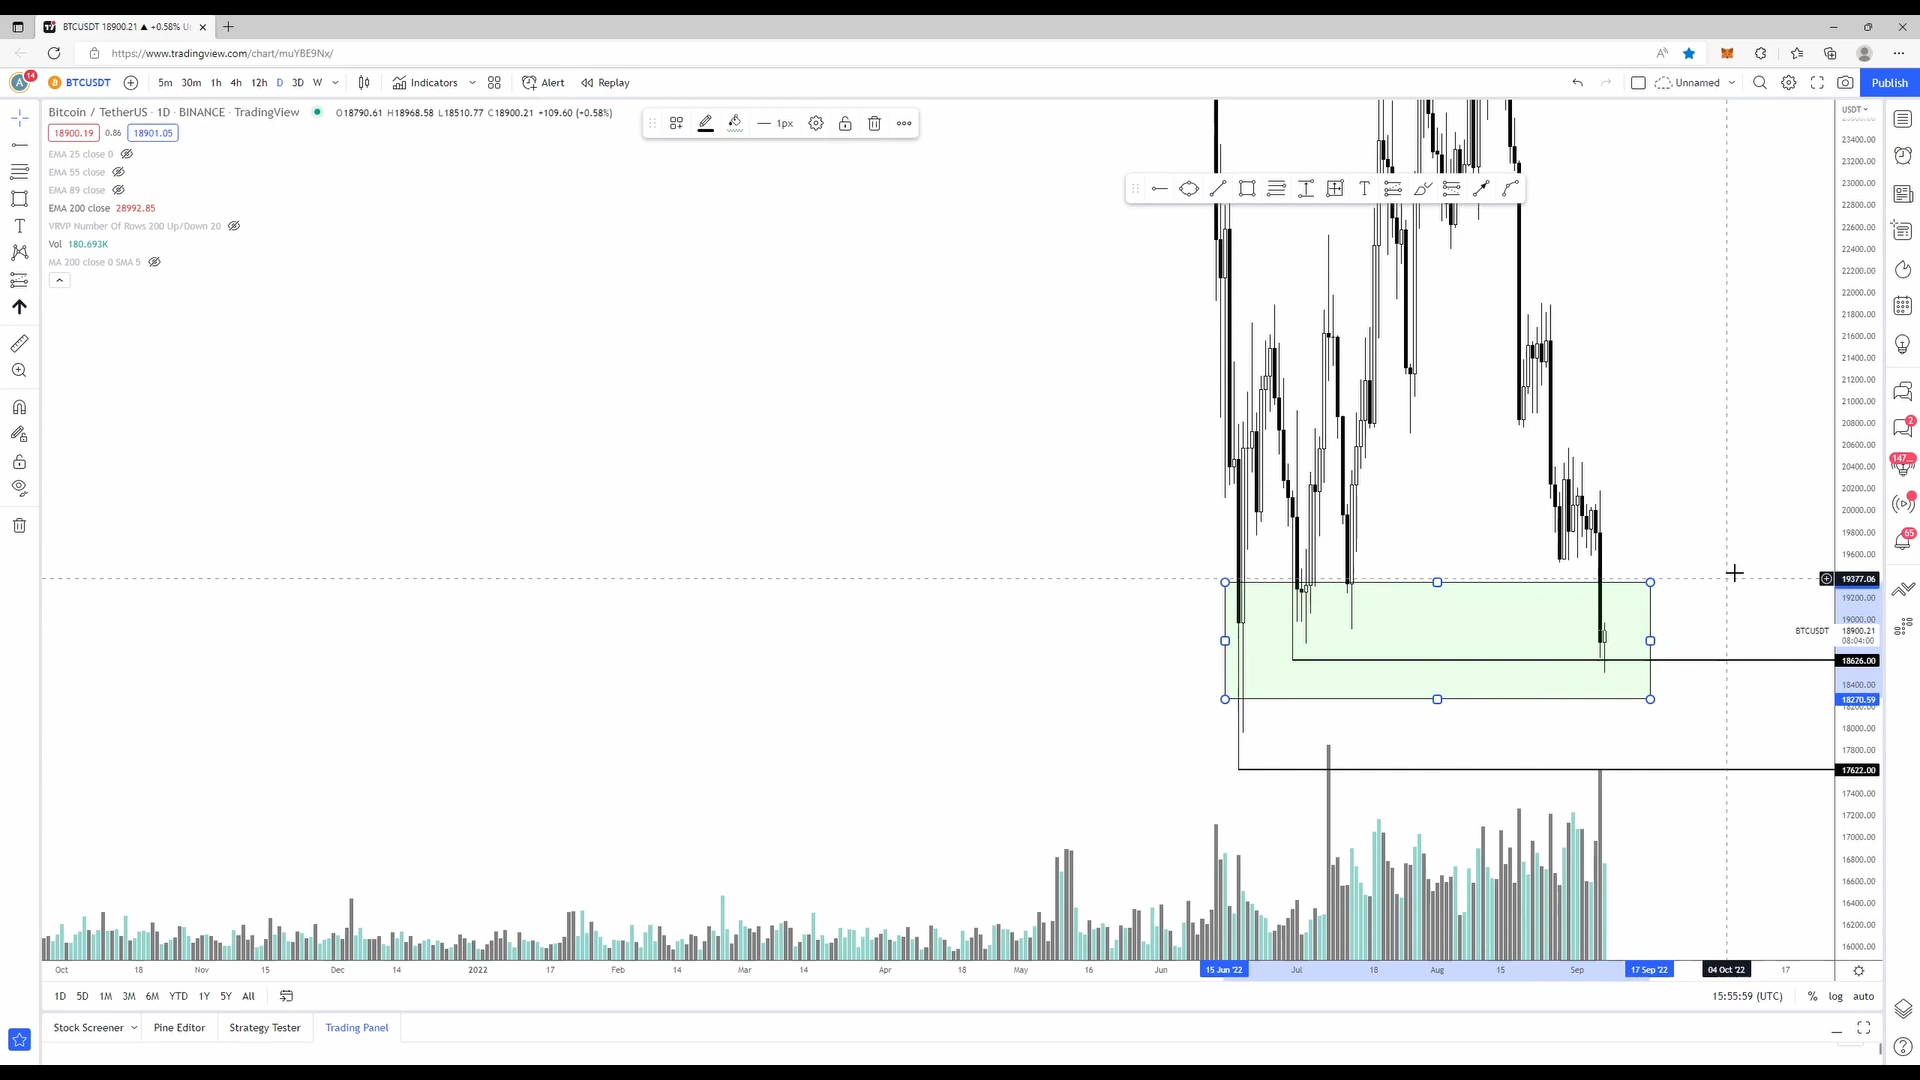 BTCUSDT 18900.21 ▲ +0.58% U
https://www.tradingview.com/chart/muYBE9Nx/
A 14 BTCUSDT 5m 30m 1h 4h 12h D 3D W Indicators Alert Replay Unnamed Publish
Bitcoin / TetherUS · 1D · BINANCE · TradingView O18790.61 H18968.58 L18510.77 C18900.21 +109.60 (+0.58%)
18900.19 0.86 18901.05
EMA 25 close 0
EMA 55 close
EMA 89 close
EMA 200 close 28992.85
VRVP Number Of Rows 200 Up/Down 20
Vol 180.693K
MA 200 close 0 SMA 5
1px
T
T
USDT
23400.00
23200.00
23000.00
22800.00
22600.00
22400.00
22200.00
22000.00
21800.00
21600.00
21400.00
21200.00
21000.00
20800.00
20600.00
20400.00
20200.00
20000.00
19800.00
19600.00
19377.06
19200.00
19000.00
BTCUSDT 18900.21
08:04:00
18626.00
18400.00
18270.59
18200.00
18000.00
17800.00
17622.00
17400.00
17200.00
17000.00
16800.00
16600.00
16400.00
16200.00
16000.00
2
147...
65
Oct 18 Nov 15 Dec 14 2022 17 Feb 14 Mar 14 Apr 18 May 16 Jun 15 Jun '22 Jul 18 Aug 15 Sep 17 Sep '22 04 Oct '22 17
1D 5D 1M 3M 6M YTD 1Y 5Y All 15:55:59 (UTC) % log auto
Stock Screener Pine Editor Strategy Tester Trading Panel